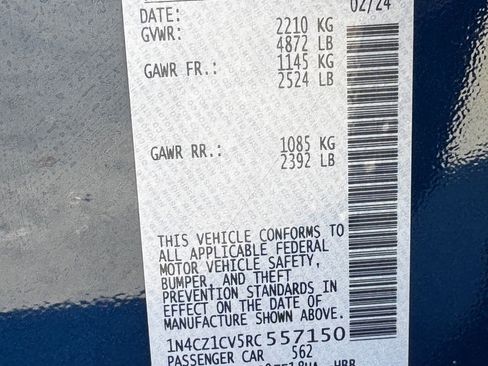 DATE: 02/24
GVWR: 2210 KG
4872 LB
GAWR FR.: 1145 KG
2524 LB
GAWR RR.: 1085 KG
2392 LB
THIS VEHICLE CONFORMS TO
ALL APPLICABLE FEDERAL
MOTOR VEHICLE SAFETY,
BUMPER, AND THEFT
PREVENTION STANDARDS IN
EFFECT ON THE DATE OF
MANUFACTURE SHOWN ABOVE.
1N4CZ1CV5RC557150
PASSENGER CAR 562